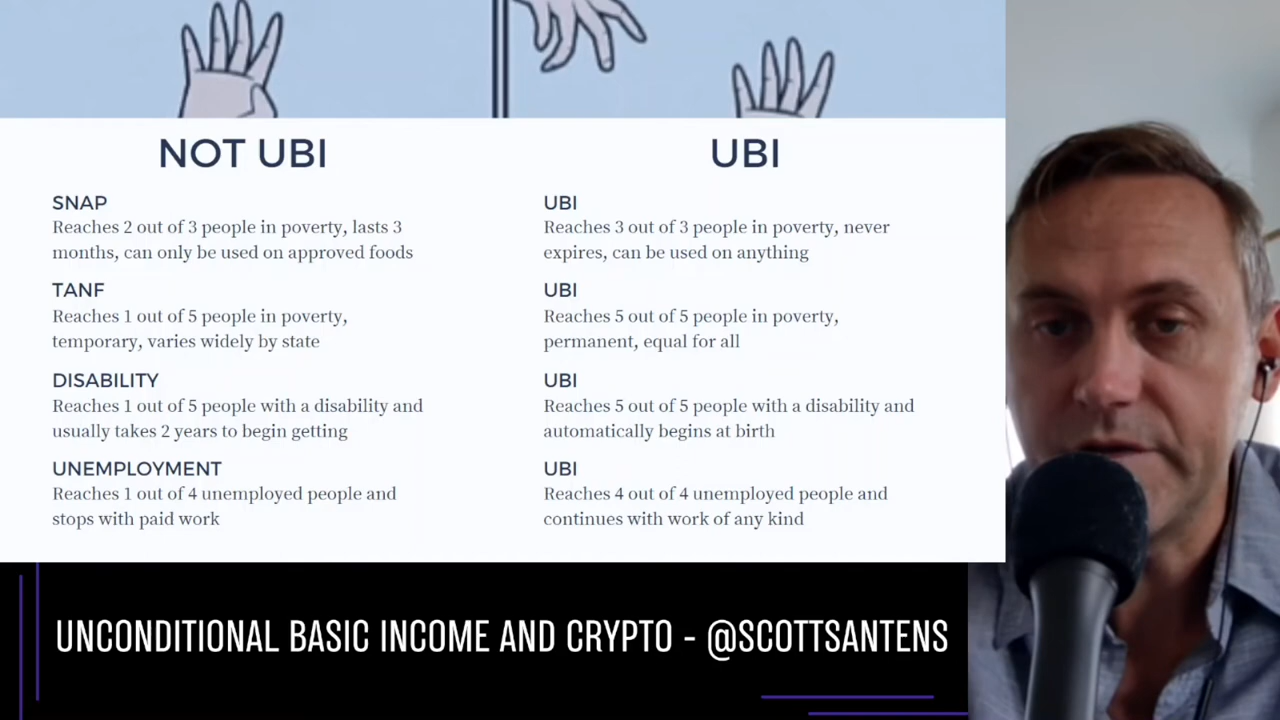 NOT UBI
SNAP
Reaches 2 out of 3 people in poverty, lasts 3
months, can only be used on approved foods
TANF
Reaches 1 out of 5 people in poverty,
temporary, varies widely by state
DISABILITY
Reaches 1 out of 5 people with a disability and
usually takes 2 years to begin getting
UNEMPLOYMENT
Reaches 1 out of 4 unemployed people and
stops with paid work
UBI
UBI
Reaches 3 out of 3 people in poverty, never
expires, can be used on anything
UBI
Reaches 5 out of 5 people in poverty,
permanent, equal for all
UBI
Reaches 5 out of 5 people with a disability and
automatically begins at birth
UBI
Reaches 4 out of 4 unemployed people and
continues with work of any kind
UNCONDITIONAL BASIC INCOME AND CRYPTO - @SCOTTSANTENS